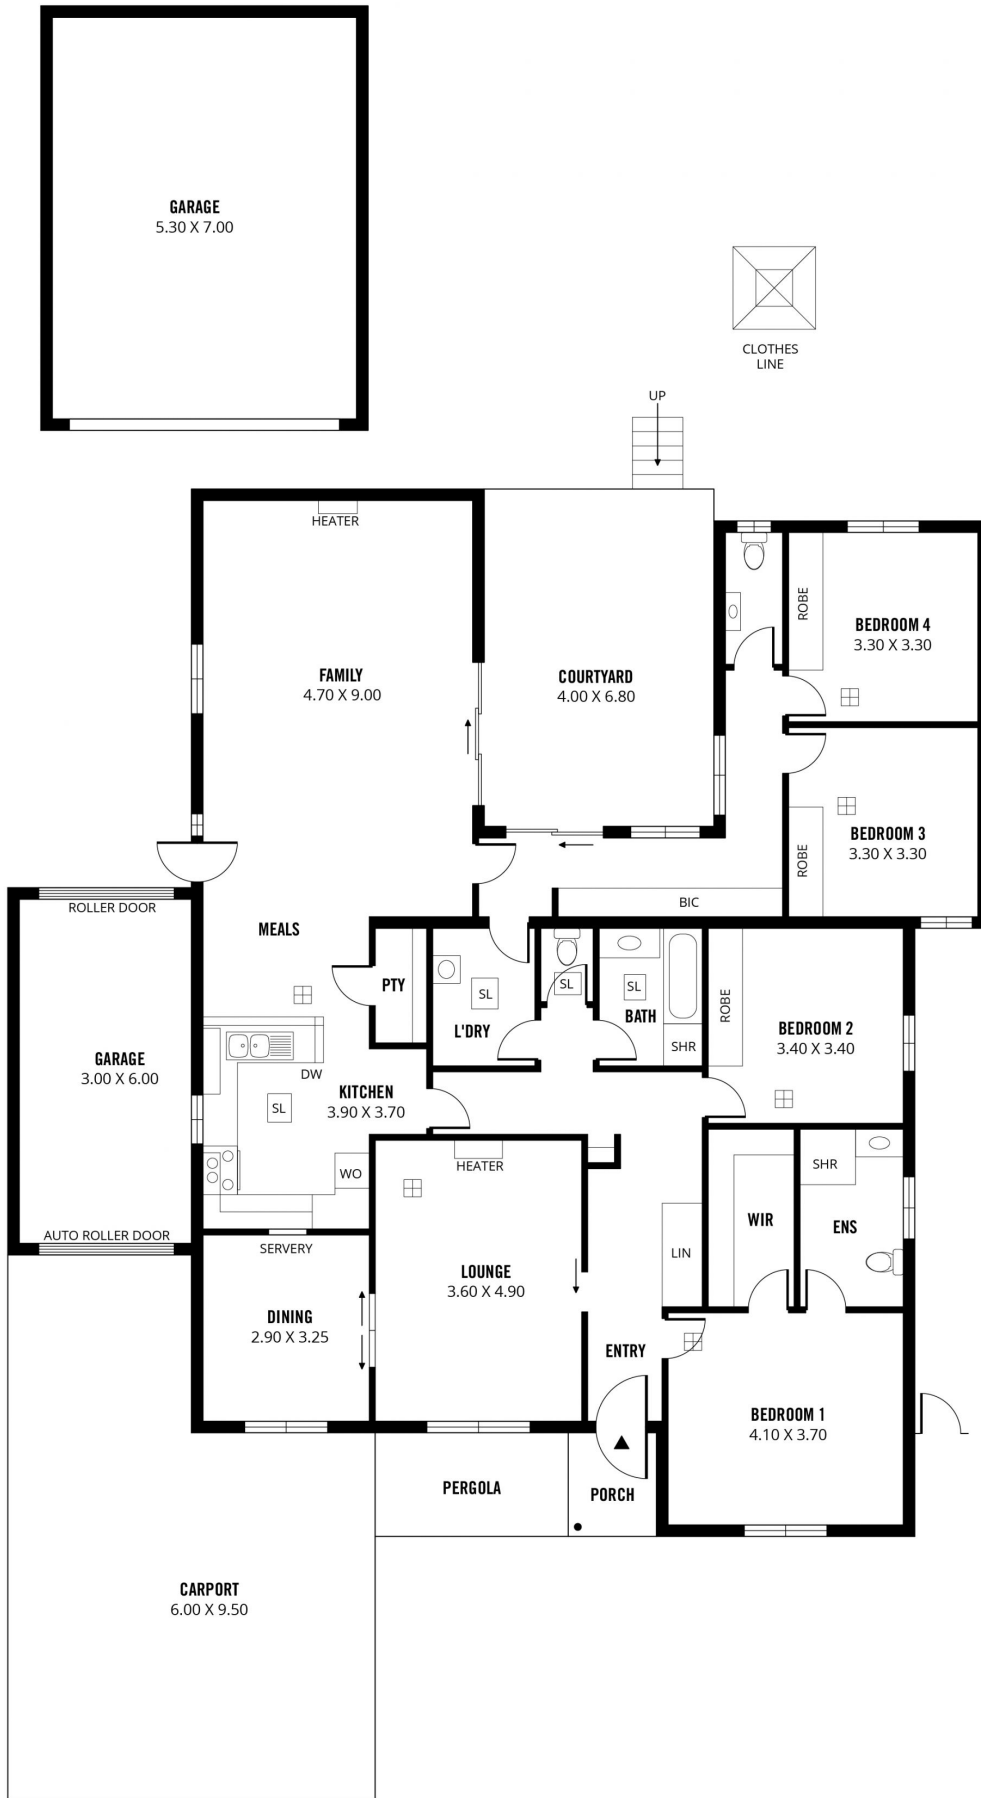 GARAGE
5.30 X 7.00
CLOTHES
LINE
UP
HEATER
FAMILY
4.70 X 9.00
COURTYARD
4.00 X 6.80
ROBE
BEDROOM 4
3.30 X 3.30
BEDROOM 3
3.30 X 3.30
ROBE
BIC
ROLLER DOOR
MEALS
PTY
SL
L'DRY
SL
SL
BATH
SHR
ROBE
BEDROOM 2
3.40 X 3.40
GARAGE
3.00 X 6.00
DW
KITCHEN
3.90 X 3.70
SL
WO
HEATER
SHR
WIR
ENS
LIN
AUTO ROLLER DOOR
SERVERY
LOUNGE
3.60 X 4.90
DINING
2.90 X 3.25
ENTRY
BEDROOM 1
4.10 X 3.70
PERGOLA
PORCH
CARPORT
6.00 X 9.50